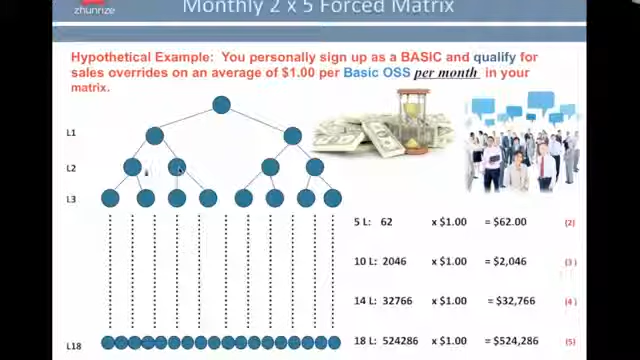 Monthly 2 x 5 Forced Matrix
zhunrize
Hypothetical Example: You personally sign up as a BASIC and qualify for
sales overrides on an average of $1.00 per Basic OSS per month in your
matrix.
L1
L2
L3
5 L: 62 x $1.00 = $62.00 (2)
10 L: 2046 x $1.00 = $2,046 (3)
14 L: 32766 x $1.00 = $32,766 (4)
L18
18 L: 524286 x $1.00 = $524,286 (5)